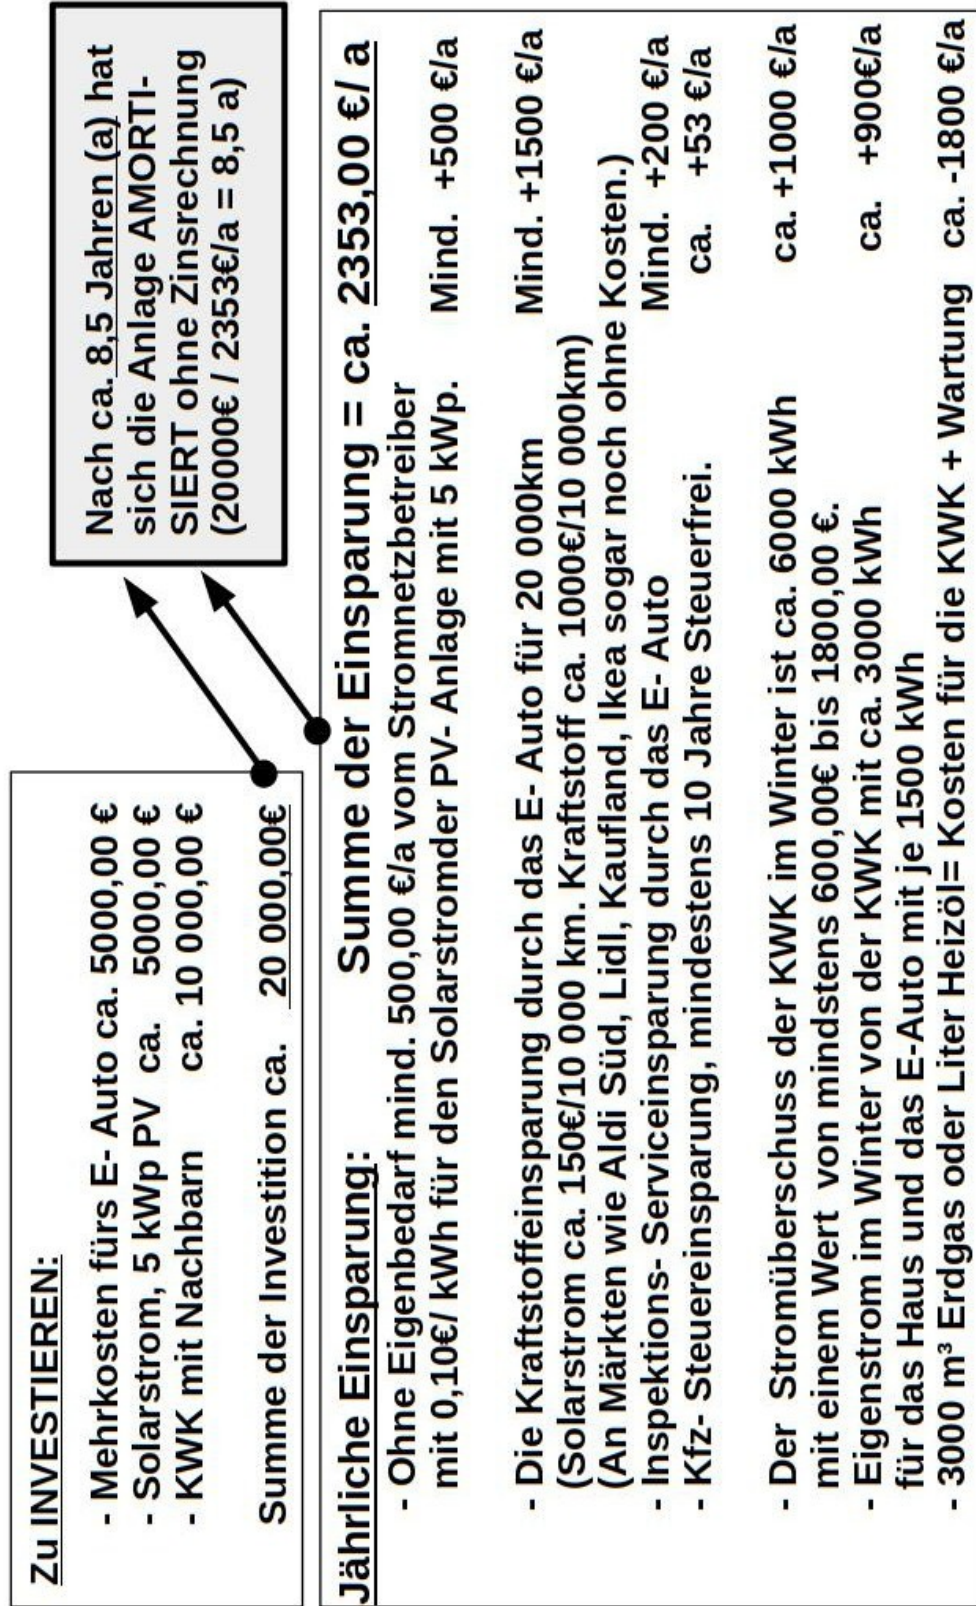 Zu INVESTIEREN:
- Mehrkosten fürs E- Auto ca. 5000,00 €
- Solarstrom, 5 kWp PV ca. 5000,00 €
- KWK mit Nachbarn ca. 10 000,00 €
Summe der Investition ca. 20 000,00€
Nach ca. 8,5 Jahren (a) hat
sich die Anlage AMORTI-
SIERT ohne Zinsrechnung
(20000€ / 2353€/a = 8,5 a)
Jährliche Einsparung: Summe der Einsparung = ca. 2353,00 €/ a
- Ohne Eigenbedarf mind. 500,00 €/a vom Stromnetzbetreiber
mit 0,10€/ kWh für den Solarstromder PV- Anlage mit 5 kWp. Mind. +500 €/a
- Die Kraftstoffeinsparung durch das E- Auto für 20 000km Mind. +1500 €/a
(Solarstrom ca. 150€/10 000 km. Kraftstoff ca. 1000€/10 000km)
(An Märkten wie Aldi Süd, Lidl, Kaufland, Ikea sogar noch ohne Kosten.)
- Inspektions- Serviceeinsparung durch das E- Auto Mind. +200 €/a
- Kfz- Steuereinsparung, mindestens 10 Jahre Steuerfrei. ca. +53 €/a
- Der Stromüberschuss der KWK im Winter ist ca. 6000 kWh ca. +1000 €/a
mit einem Wert von mindstens 600,00€ bis 1800,00 €.
- Eigenstrom im Winter von der KWK mit ca. 3000 kWh ca. +900€/a
für das Haus und das E-Auto mit je 1500 kWh
- 3000 m³ Erdgas oder Liter Heizöl= Kosten für die KWK + Wartung ca. -1800 €/a